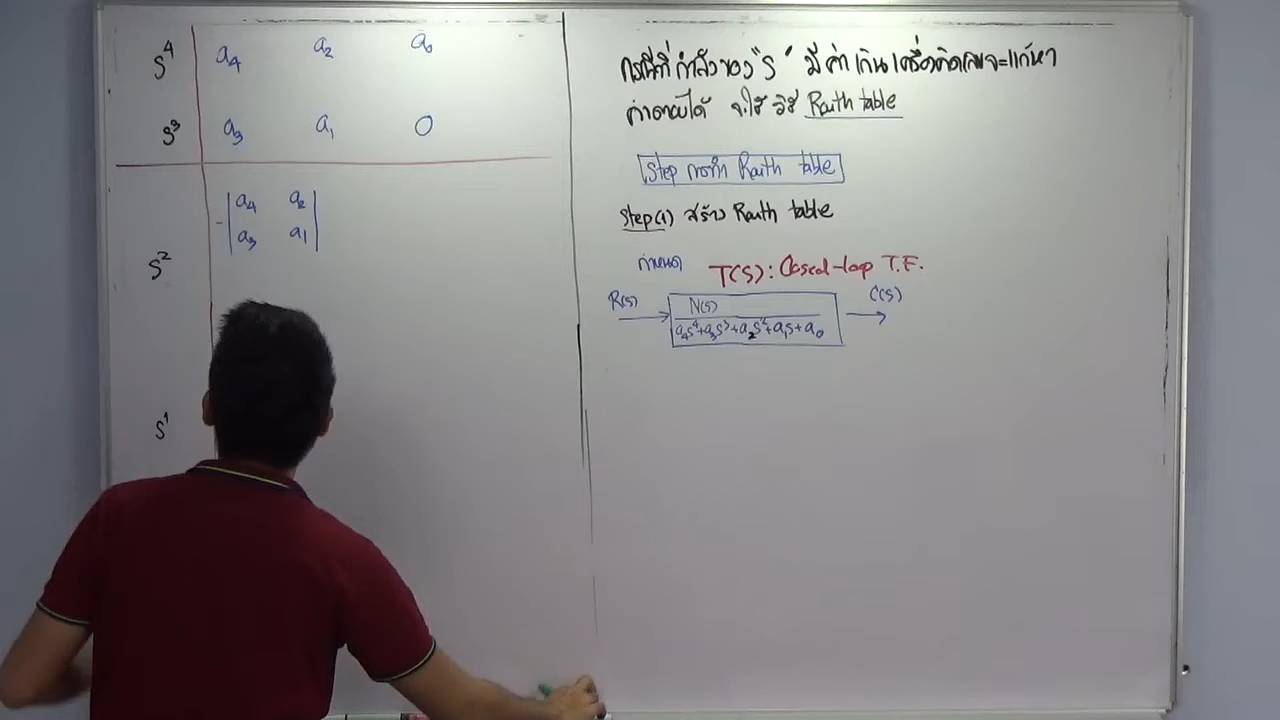 S⁴ a₄ a₂ a₀
S³ a₃ a₁ 0
S² -|a₄ a₂
a₃ a₁|
S¹
กรณีที่ กำลังของ "S" มี ค่า เกิน เครื่องคิดเลขจะแก้หา
ค่าตอบได้ จะใช้ วิธี Routh table
Step การทำ Routh table
Step(1) สร้าง Routh table
กำหนด T(S): Closed-loop T.F.
R(S) N(S) C(S)
a₄s⁴+a₃s³+a₂s²+a₁s+a₀